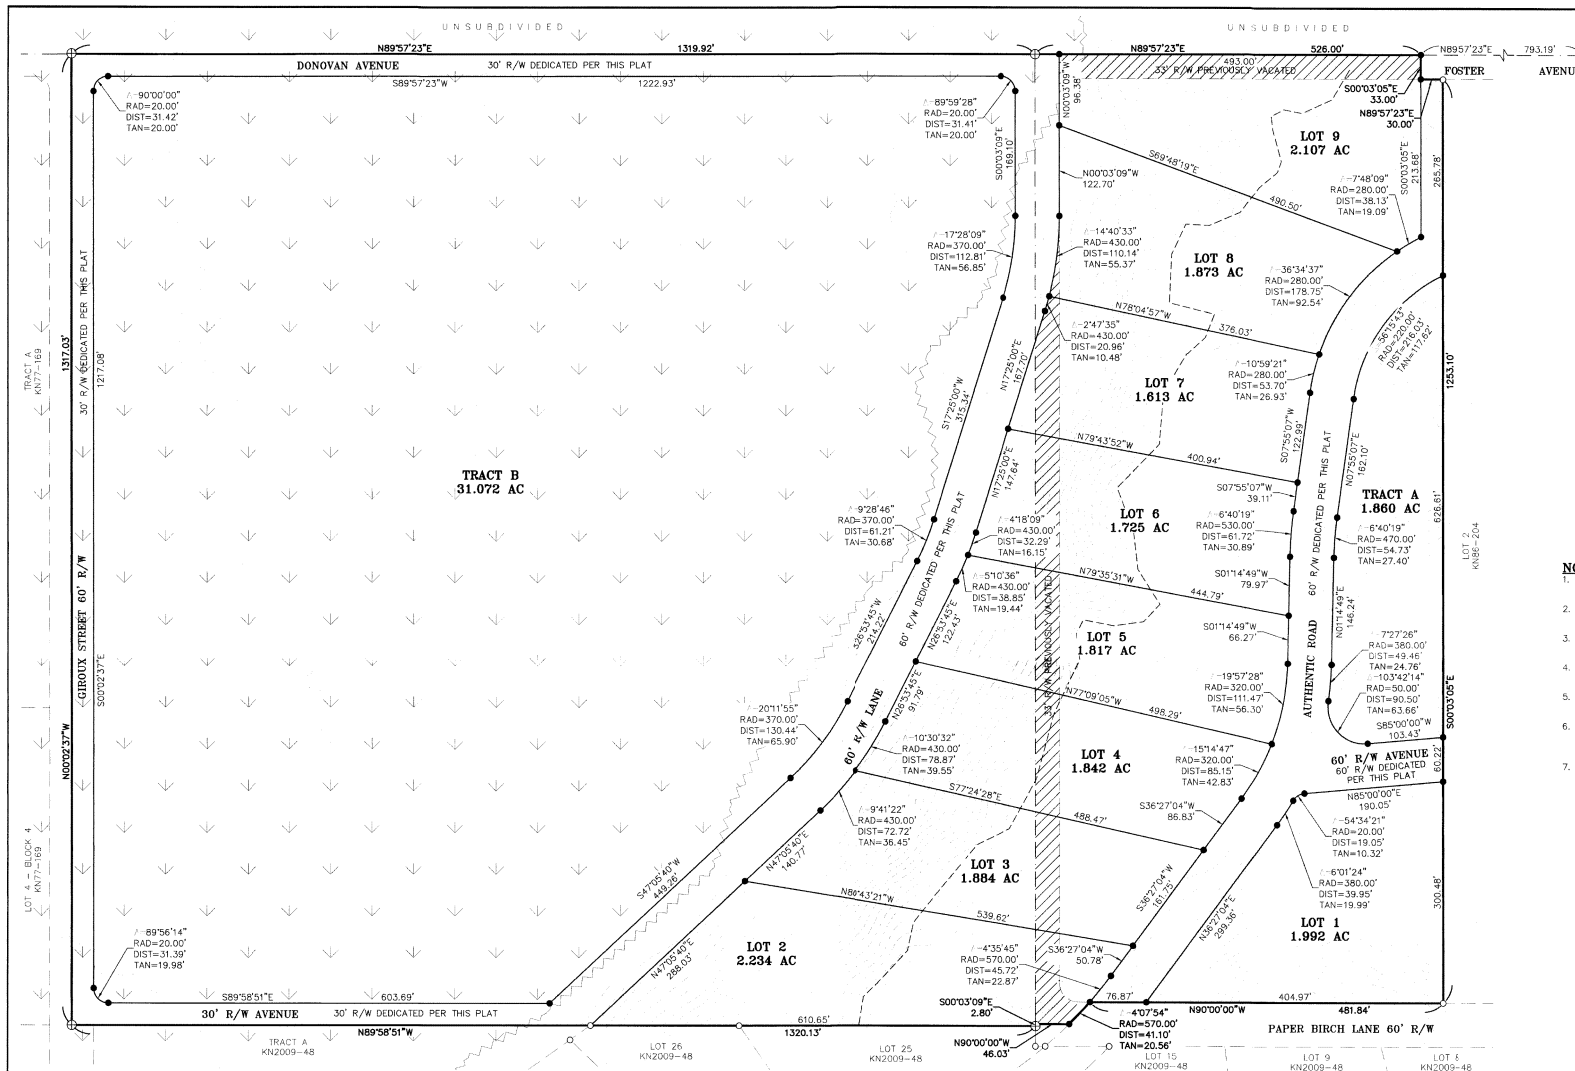 UNSUBDIVIDED
UNSUBDIVIDED
N89°57'23"E
1319.92'
N89°57'23"E
526.00'
N8957'23"E
793.19'
DONOVAN AVENUE
30' R/W DEDICATED PER THIS PLAT
S89°57'23"W
1222.93'
493.00'
33' R/W PREVIOUSLY VACATED
FOSTER
AVENU
S00°03'05"E
33.00'
N89°57'23"E
30.00'
-90°00'00"
RAD=20.00'
DIST=31.42'
TAN=20.00'
-89°59'28"
RAD=20.00'
DIST=31.41'
TAN=20.00'
N00°03'09"W
96.38'
S00°03'09"E
169.10'
LOT 9
2.107 AC
S69°48'19"E
490.50'
N00°03'09"W
122.70'
S00°03'05"E
213.68'
265.78'
-7°48'09"
RAD=280.00'
DIST=38.13'
TAN=19.09'
-17°28'09"
RAD=370.00'
DIST=112.81'
TAN=56.85'
-14°40'33"
RAD=430.00'
DIST=110.14'
TAN=55.37'
LOT 8
1.873 AC
-36°34'37"
RAD=280.00'
DIST=178.75'
TAN=92.54'
30' R/W DEDICATED PER THIS PLAT
N78°04'57"W
376.03'
-2°47'35"
RAD=430.00'
DIST=20.96'
TAN=10.48'
-56°15'43"
RAD=220.00'
DIST=216.03'
TAN=117.62'
TRACT A
KN77-169
1317.03'
1217.08'
1253.10'
S17°25'00"W
315.34'
N17°25'00"E
167.70'
LOT 7
1.613 AC
-10°59'21"
RAD=280.00'
DIST=53.70'
TAN=26.93'
N79°43'52"W
400.94'
S07°55'07"W
122.99'
N07°55'07"E
162.10'
TRACT B
31.072 AC
N17°25'00"E
147.64'
S07°55'07"W
39.11'
TRACT A
1.860 AC
626.61'
LOT 2
KN86-204
-9°28'46"
RAD=370.00'
DIST=61.21'
TAN=30.68'
60' R/W DEDICATED PER THIS PLAT
-4°18'09"
RAD=430.00'
DIST=32.29'
TAN=16.15'
LOT 6
1.725 AC
-6°40'19"
RAD=530.00'
DIST=61.72'
TAN=30.89'
60' R/W DEDICATED PER THIS PLAT
-6°40'19"
RAD=470.00'
DIST=54.73'
TAN=27.40'
N79°35'31"W
444.79'
-5°10'36"
RAD=430.00'
DIST=38.85'
TAN=19.44'
S01°14'49"W
79.97'
N01°14'49"E
146.24'
NO
1.
2.
3.
4.
5.
6.
7.
S26°53'45"W
214.22'
N26°53'45"E
122.43'
LOT 5
1.817 AC
S01°14'49"W
66.27'
-7°27'26"
RAD=380.00'
DIST=49.46'
TAN=24.76'
GIROUX STREET 60' R/W
S00°02'37"E
33' R/W PREVIOUSLY VACATED
AUTHENTIC ROAD
-19°57'28"
RAD=320.00'
DIST=111.47'
TAN=56.30'
-103°42'14"
RAD=50.00'
DIST=90.50'
TAN=63.66'
S00°03'05"E
60' R/W LANE
N26°53'45"E
91.79'
N77°09'05"W
498.29'
-20°11'55"
RAD=370.00'
DIST=130.44'
TAN=65.90'
S85°00'00"W
103.43'
N00°02'37"W
-10°30'32"
RAD=430.00'
DIST=78.87'
TAN=39.55'
LOT 4
1.842 AC
-15°14'47"
RAD=320.00'
DIST=85.15'
TAN=42.83'
60' R/W AVENUE
60' R/W DEDICATED
PER THIS PLAT
60.22'
N85°00'00"E
190.05'
S77°24'28"E
488.47'
S36°27'04"W
86.83'
-9°41'22"
RAD=430.00'
DIST=72.72'
TAN=36.45'
-54°34'21"
RAD=20.00'
DIST=19.05'
TAN=10.32'
LOT 4 - BLOCK 4
KN77-169
S47°05'40"W
449.26'
N47°05'40"E
140.77'
LOT 3
1.884 AC
S36°27'04"W
161.75'
N36°27'04"E
299.36'
-6°01'24"
RAD=380.00'
DIST=39.95'
TAN=19.99'
300.48'
N80°43'21"W
539.62'
LOT 1
1.992 AC
-89°56'14"
RAD=20.00'
DIST=31.39'
TAN=19.98'
LOT 2
2.234 AC
N47°05'40"E
288.03'
-4°35'45"
RAD=570.00'
DIST=45.72'
TAN=22.87'
S36°27'04"W
50.78'
S89°58'51"E
603.69'
S00°03'09"E
2.80'
76.87'
N90°00'00"W
404.97'
481.84'
30' R/W AVENUE
30' R/W DEDICATED PER THIS PLAT
N89°58'51"W
610.65'
1320.13'
-4°07'54"
RAD=570.00'
DIST=41.10'
TAN=20.56'
PAPER BIRCH LANE 60' R/W
TRACT A
KN2009-48
LOT 26
KN2009-48
LOT 25
KN2009-48
N90°00'00"W
46.03'
LOT 15
KN2009-48
LOT 9
KN2009-48
LOT 8
KN2009-48